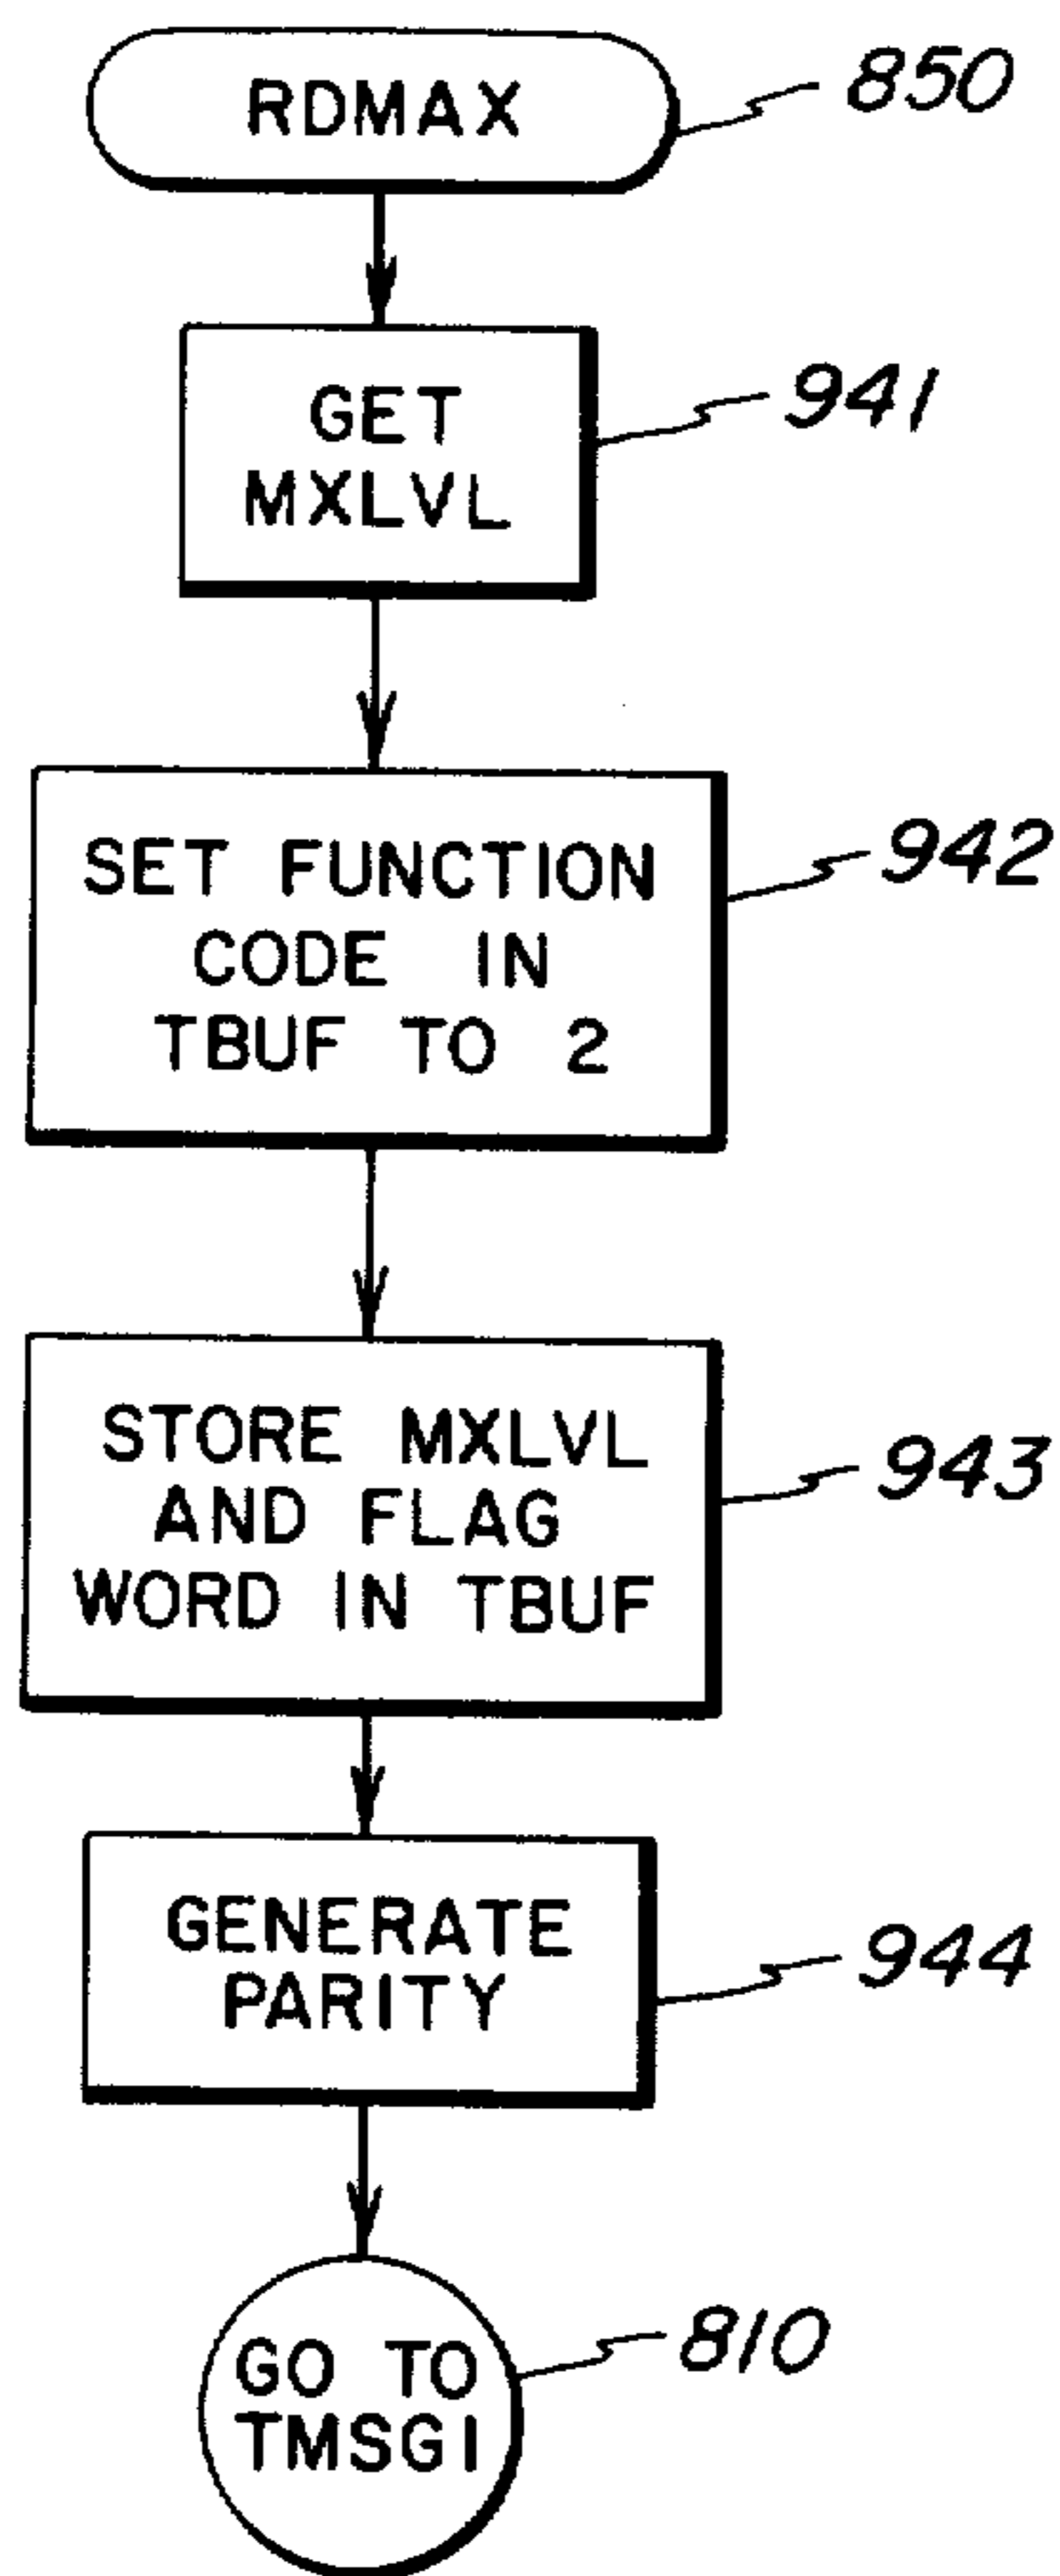 RDMAX
850
GET
MXLVL
941
SET FUNCTION
CODE IN
TBUF TO 2
942
STORE MXLVL
AND FLAG
WORD IN TBUF
943
GENERATE
PARITY
944
GO TO
TMSG1
810